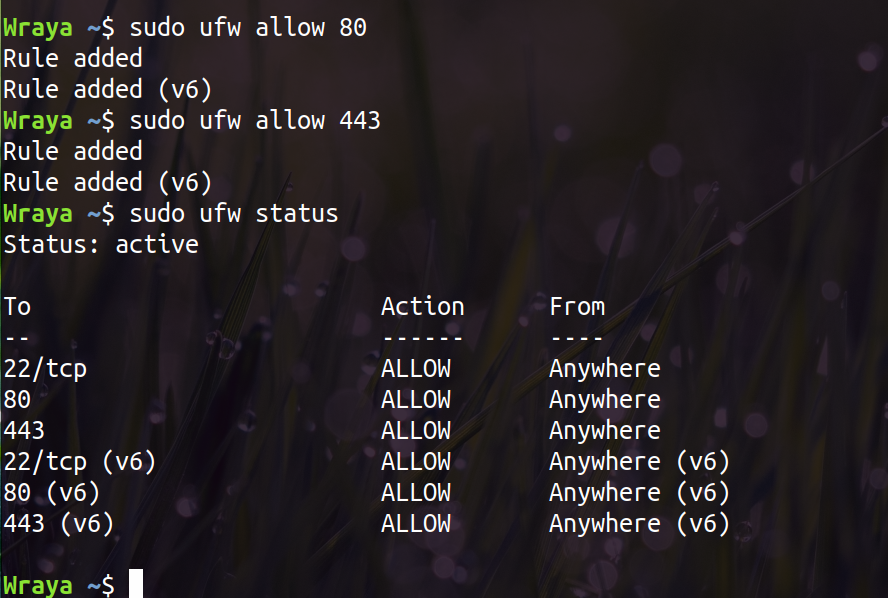 Wraya ~$ sudo ufw allow 80
Rule added
Rule added (v6)
Wraya ~$ sudo ufw allow 443
Rule added
Rule added (v6)
Wraya ~$ sudo ufw status
Status: active
To                         Action      From
--                         ------      ----
22/tcp                     ALLOW       Anywhere
80                         ALLOW       Anywhere
443                        ALLOW       Anywhere
22/tcp (v6)                ALLOW       Anywhere (v6)
80 (v6)                    ALLOW       Anywhere (v6)
443 (v6)                   ALLOW       Anywhere (v6)
Wraya ~$